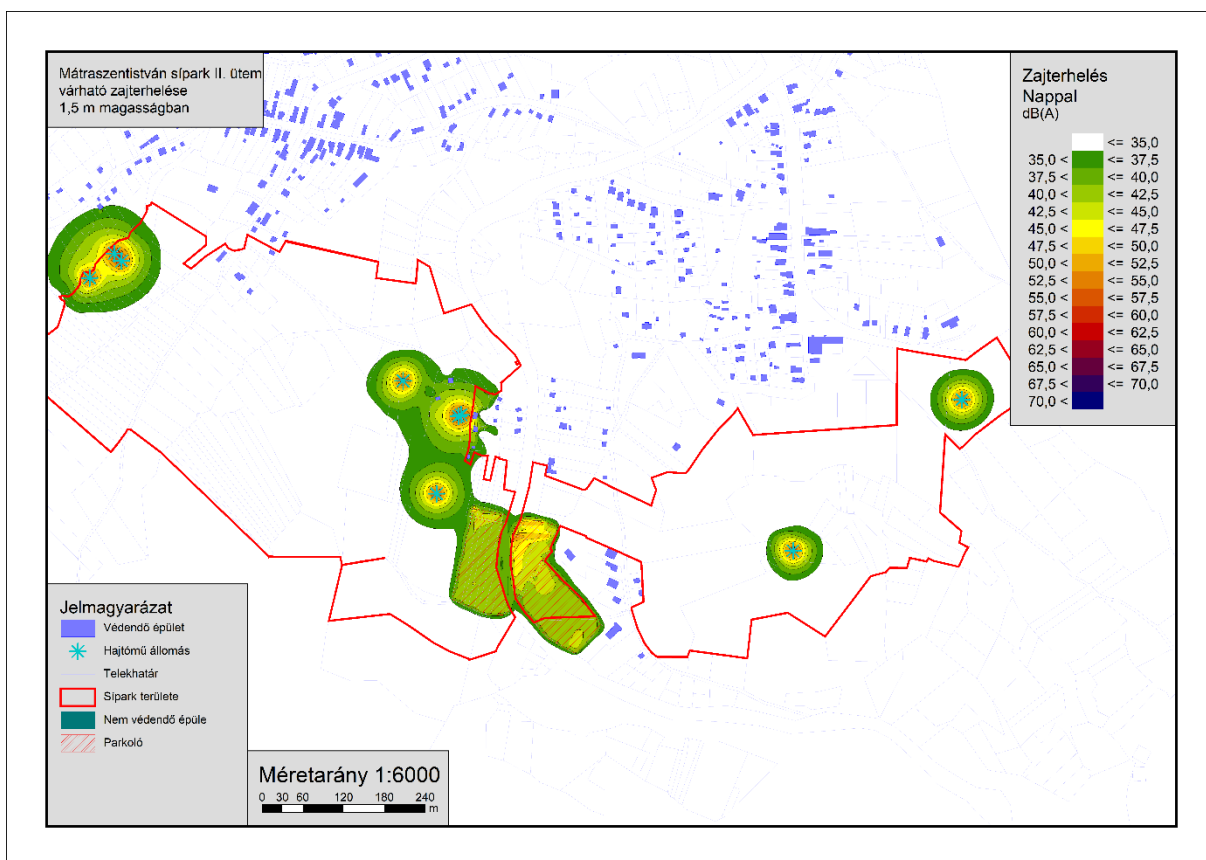 Mátraszentistván sípark II. ütem
várható zajterhelése
1,5 m magasságban
Zajterhelés
Nappal
dB(A)
<= 35,0
35,0 < <= 37,5
37,5 < <= 40,0
40,0 < <= 42,5
42,5 < <= 45,0
45,0 < <= 47,5
47,5 < <= 50,0
50,0 < <= 52,5
52,5 < <= 55,0
55,0 < <= 57,5
57,5 < <= 60,0
60,0 < <= 62,5
62,5 < <= 65,0
65,0 < <= 67,5
67,5 < <= 70,0
70,0 <
Jelmagyarázat
Védendő épület
Hajtómű állomás
Telekhatár
Sípark területe
Nem védendő épüle
Parkoló
Méretarány 1:6000
0 30 60 120 180 240
m